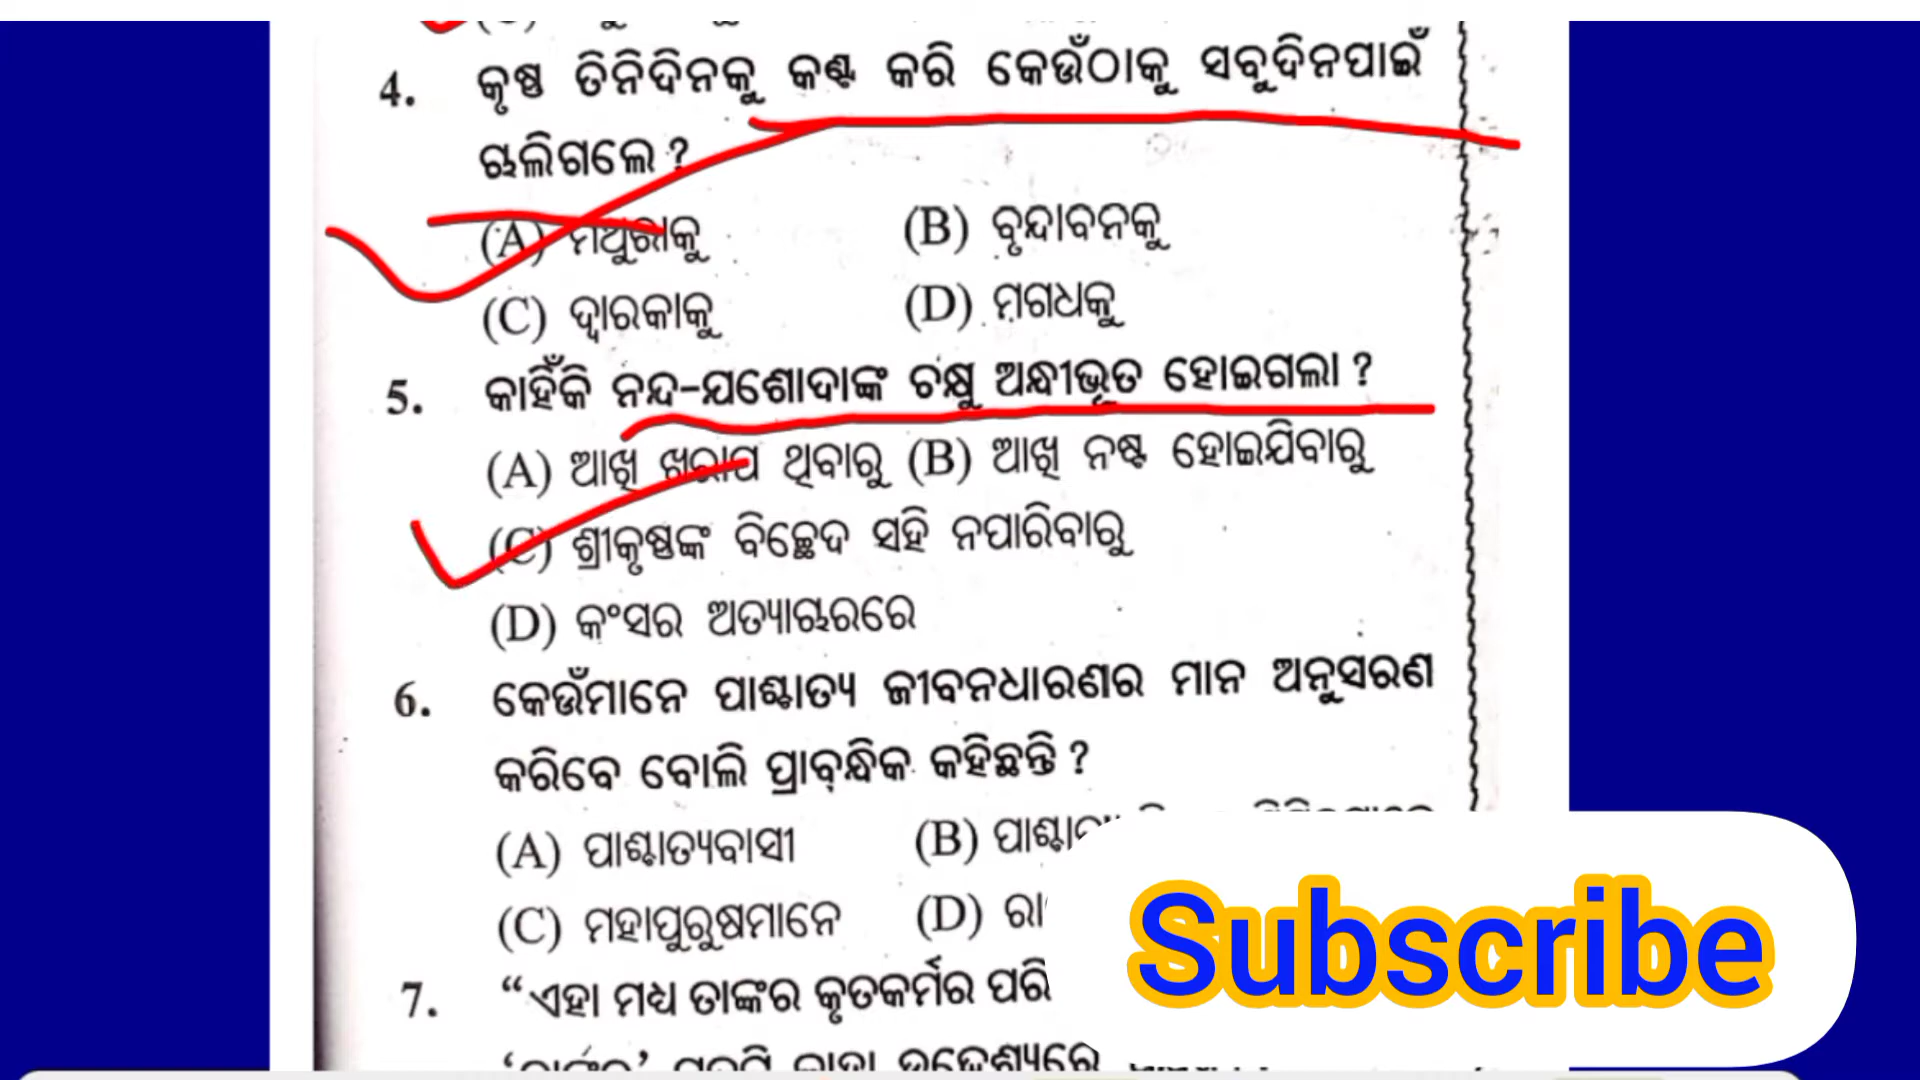 4. କୃଷ୍ଣ ତିନିଦିନକୁ କଣ୍ଟ କରି କେଉଁଠାକୁ ସବୁଦିନପାଇଁ
ଚାଲିଗଲେ ?
(A) ମଥୁରାକୁ (B) ବୃନ୍ଦାବନକୁ
(C) ଦ୍ୱାରକାକୁ (D) ମଗଧକୁ
5. କାହିଁକି ନନ୍ଦ-ଯଶୋଦାଙ୍କ ଚକ୍ଷୁ ଅନ୍ଧୀଭୂତ ହୋଇଗଲା ?
(A) ଆଖି ଖରାପ ଥିବାରୁ (B) ଆଖି ନଷ୍ଟ ହୋଇଯିବାରୁ
(C) ଶ୍ରୀକୃଷ୍ଣଙ୍କ ବିଚ୍ଛେଦ ସହି ନପାରିବାରୁ
(D) କଂସର ଅତ୍ୟାଚାରରେ
6. କେଉଁମାନେ ପାଶ୍ଚାତ୍ୟ ଜୀବନଧାରଣର ମାନ ଅନୁସରଣ
କରିବେ ବୋଲି ପ୍ରାବନ୍ଧିକ କହିଛନ୍ତି ?
(A) ପାଶ୍ଚାତ୍ୟବାସୀ (B)
(C) ମହାପୁରୁଷମାନେ (D)
7. “ଏହା ମଧ୍ୟ ତାଙ୍କର କୃତକର୍ମର
Subscribe